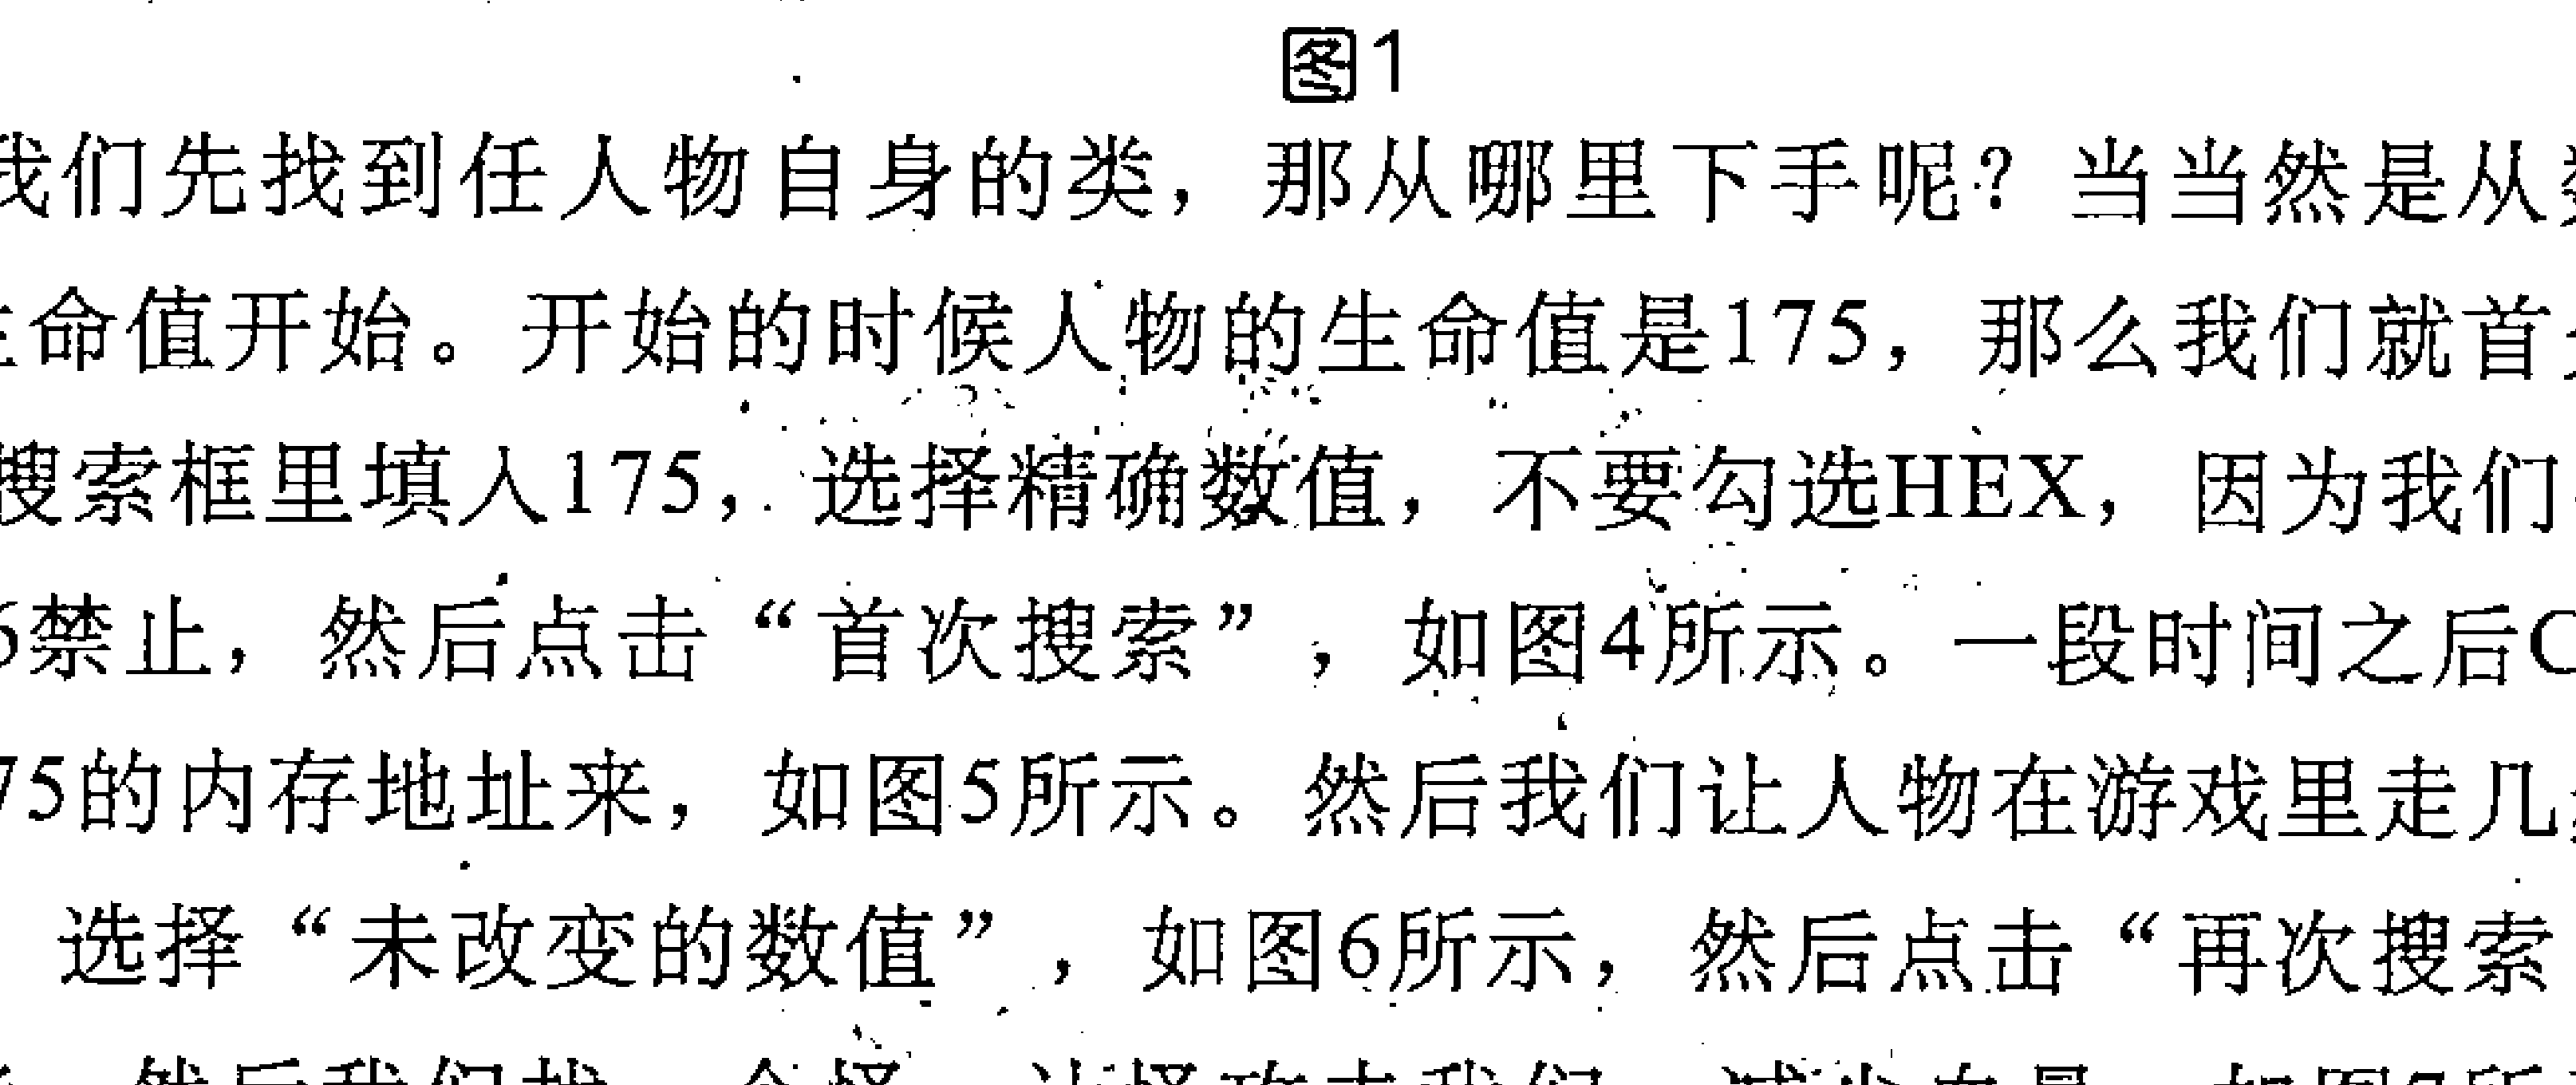 图1
我们先找到任人物自身的类，那从哪里下手呢？当当然是从
命值开始。开始的时候人物的生命值是175，那么我们就首
搜索框里填人175，选择精确数值，不要勾选HEX，因为我们
6禁止，然后点击“首次搜索”，如图4所示。一段时间之后C
75的内存地址来，如图5所示。然后我们让人物在游戏里走几
选择“未改变的数值”，如图6所示，然后点击“再次搜索